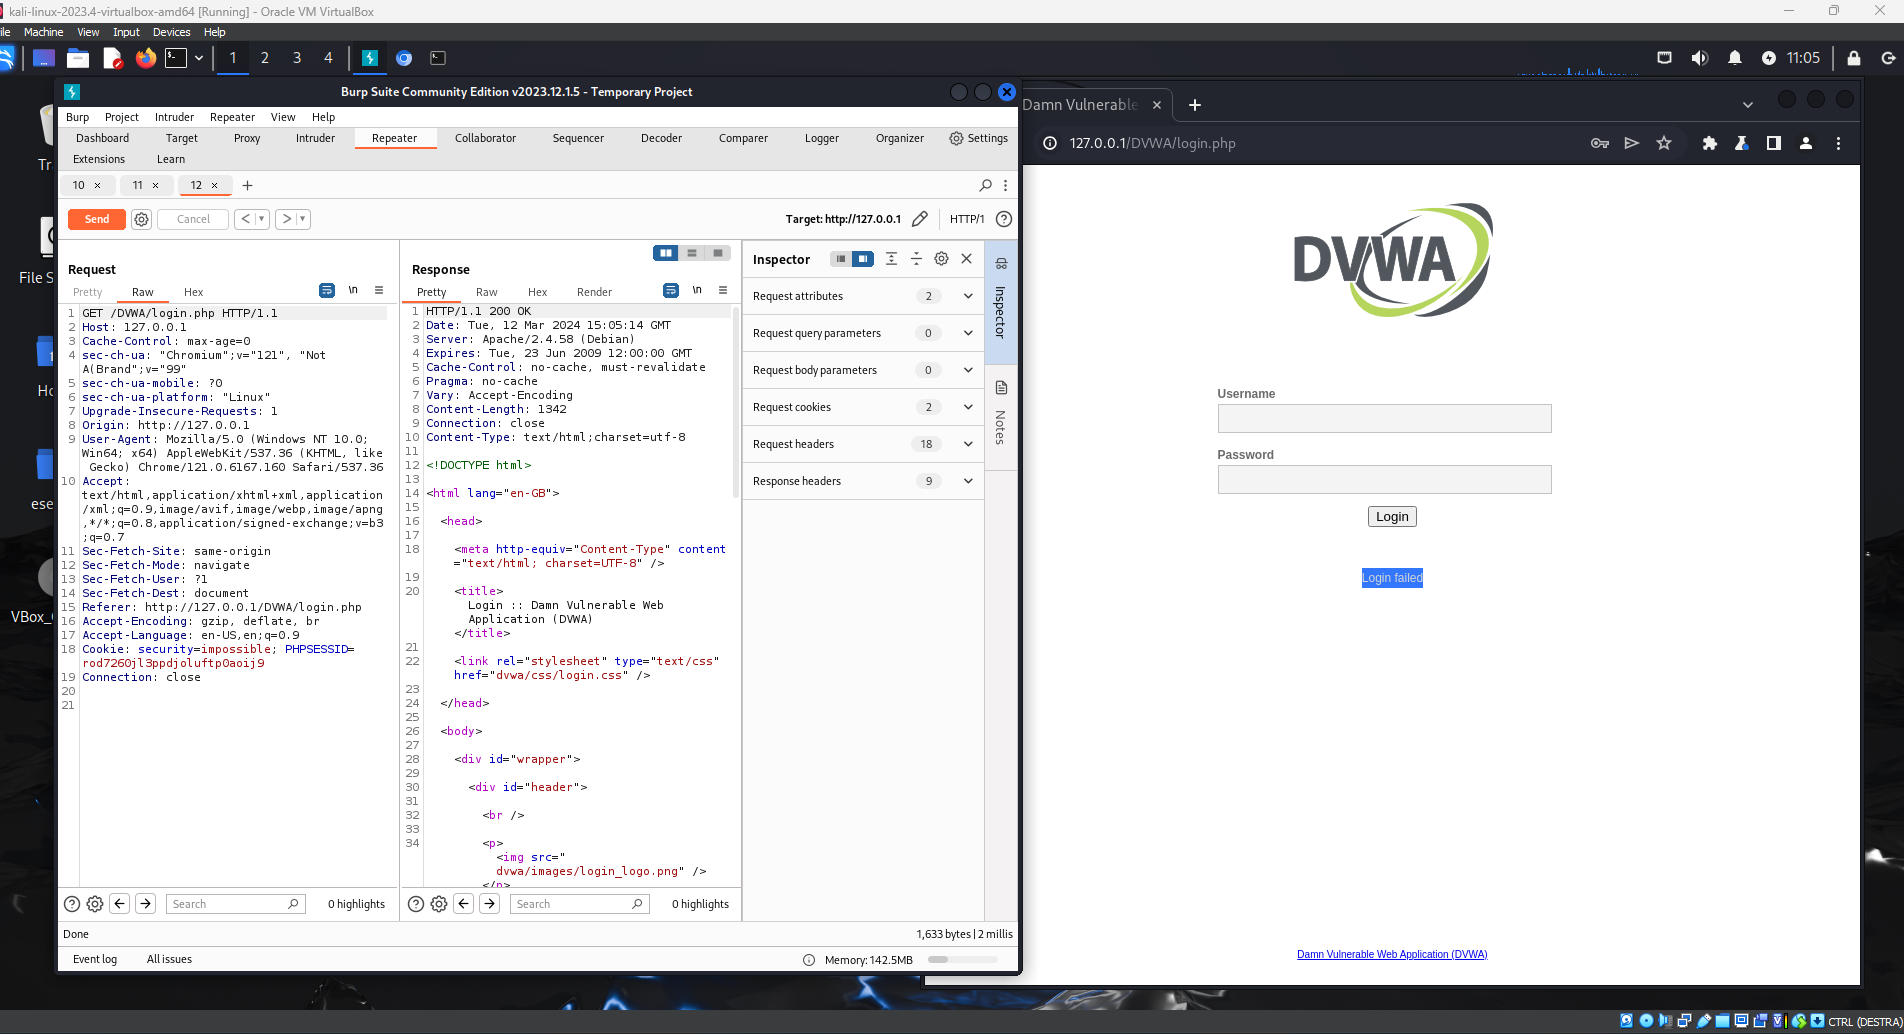 kali-linux-2023.4-virtualbox-amd64 [Running] - Oracle VM VirtualBox
ile Machine View Input Devices Help
1 2 3 4 11:05
Burp Suite Community Edition v2023.12.1.5 - Temporary Project
Burp Project Intruder Repeater View Help
Dashboard Target Proxy Intruder Repeater Collaborator Sequencer Decoder Comparer Logger Organizer Settings
Extensions Learn
10 × 11 × 12 × +
Send Cancel < > Target: http://127.0.0.1 HTTP/1
Request
Pretty Raw Hex \n
1 GET /DVWA/login.php HTTP/1.1
2 Host: 127.0.0.1
3 Cache-Control: max-age=0
4 sec-ch-ua: "Chromium";v="121", "Not
A(Brand";v="99"
5 sec-ch-ua-mobile: ?0
6 sec-ch-ua-platform: "Linux"
7 Upgrade-Insecure-Requests: 1
8 Origin: http://127.0.0.1
9 User-Agent: Mozilla/5.0 (Windows NT 10.0;
Win64; x64) AppleWebKit/537.36 (KHTML, like
Gecko) Chrome/121.0.6167.160 Safari/537.36
10 Accept:
text/html,application/xhtml+xml,application
/xml;q=0.9,image/avif,image/webp,image/apng
,*/*;q=0.8,application/signed-exchange;v=b3
;q=0.7
11 Sec-Fetch-Site: same-origin
12 Sec-Fetch-Mode: navigate
13 Sec-Fetch-User: ?1
14 Sec-Fetch-Dest: document
15 Referer: http://127.0.0.1/DVWA/login.php
16 Accept-Encoding: gzip, deflate, br
17 Accept-Language: en-US,en;q=0.9
18 Cookie: security=impossible; PHPSESSID=
rod7260jl3ppdjoluftp0aoij9
19 Connection: close
20
21
Search 0 highlights
Response
Pretty Raw Hex Render \n
1 HTTP/1.1 200 OK
2 Date: Tue, 12 Mar 2024 15:05:14 GMT
3 Server: Apache/2.4.58 (Debian)
4 Expires: Tue, 23 Jun 2009 12:00:00 GMT
5 Cache-Control: no-cache, must-revalidate
6 Pragma: no-cache
7 Vary: Accept-Encoding
8 Content-Length: 1342
9 Connection: close
10 Content-Type: text/html;charset=utf-8
11
12 <!DOCTYPE html>
13
14 <html lang="en-GB">
15
16 <head>
17
18 <meta http-equiv="Content-Type" content
="text/html; charset=UTF-8" />
19
20 <title>
Login :: Damn Vulnerable Web
Application (DVWA)
</title>
21
22 <link rel="stylesheet" type="text/css"
href="dvwa/css/login.css" />
23
24 </head>
25
26 <body>
27
28 <div id="wrapper">
29
30 <div id="header">
31
32 <br />
33
34 <p>
<img src="
dvwa/images/login_logo.png" />
</p>
Search 0 highlights
Inspector
Request attributes 2
Request query parameters 0
Request body parameters 0
Request cookies 2
Request headers 18
Response headers 9
Inspector
Notes
Done 1,633 bytes | 2 millis
Event log All issues Memory: 142.5MB
Tra
File S
Ho
ese
VBox_
Damn Vulnerable × +
127.0.0.1/DVWA/login.php
DVWA
Username
Password
Login
Login failed
Damn Vulnerable Web Application (DVWA)
CTRL (DESTRA)